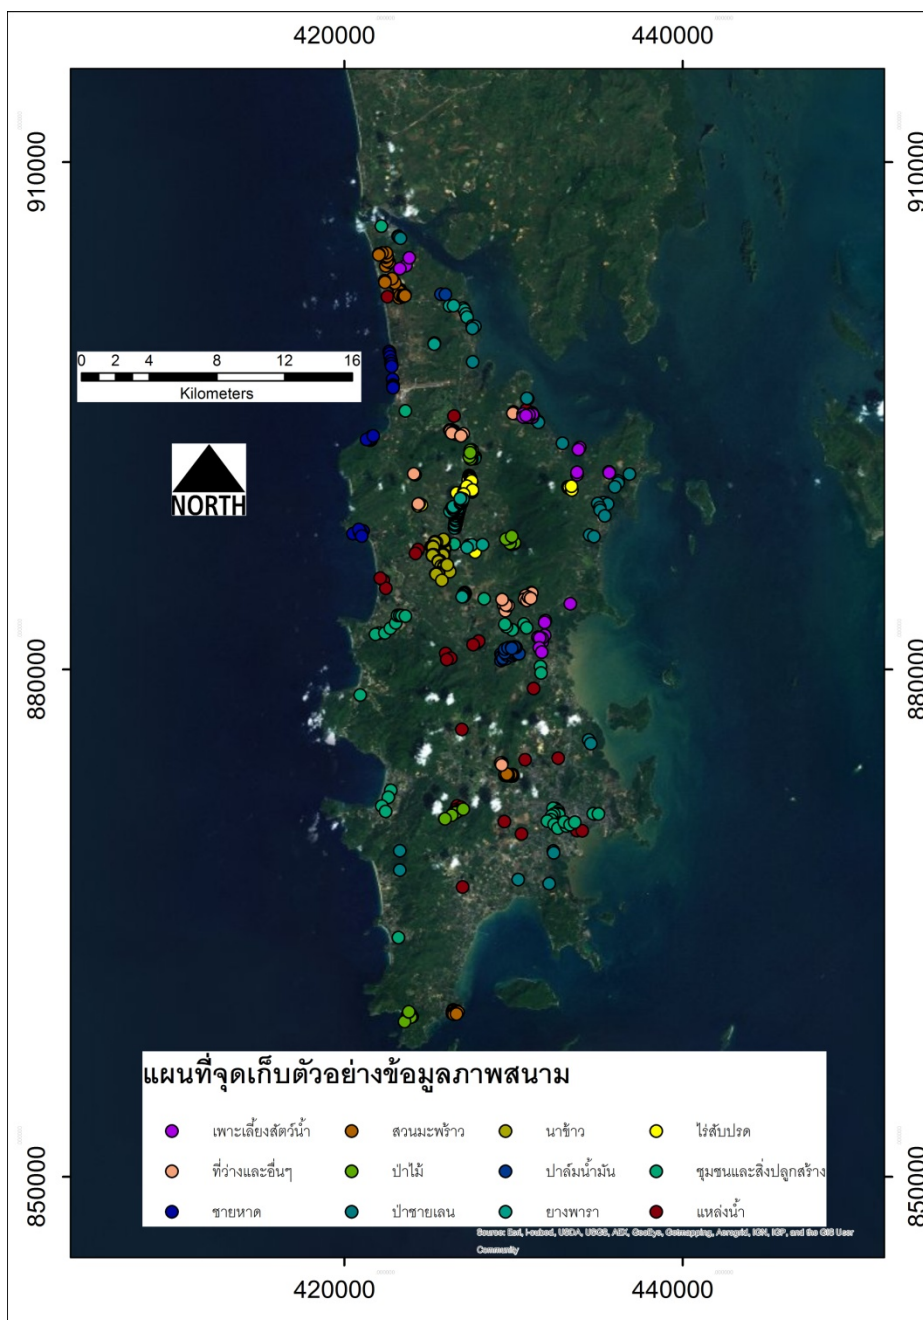 420000 440000
910000 910000
0 2 4 8 12 16
Kilometers
NORTH
880000 880000
แผนที่จุดเก็บตัวอย่างข้อมูลภาพสนาม
เพาะเลี้ยงสัตว์น้ำ สวนมะพร้าว นาข้าว ไร่สับปรด
ที่ว่างและอื่นๆ ป่าไม้ ปาล์มน้ำมัน ชุมชนและสิ่งปลูกสร้าง
ชายหาด ป่าชายเลน ยางพารา แหล่งน้ำ
850000 850000
Source: Esri, i-cubed, USDA, USGS, AEX, GeoEye, Getmapping, Aerogrid, IGN, IGP, and the GIS User
Community
420000 440000